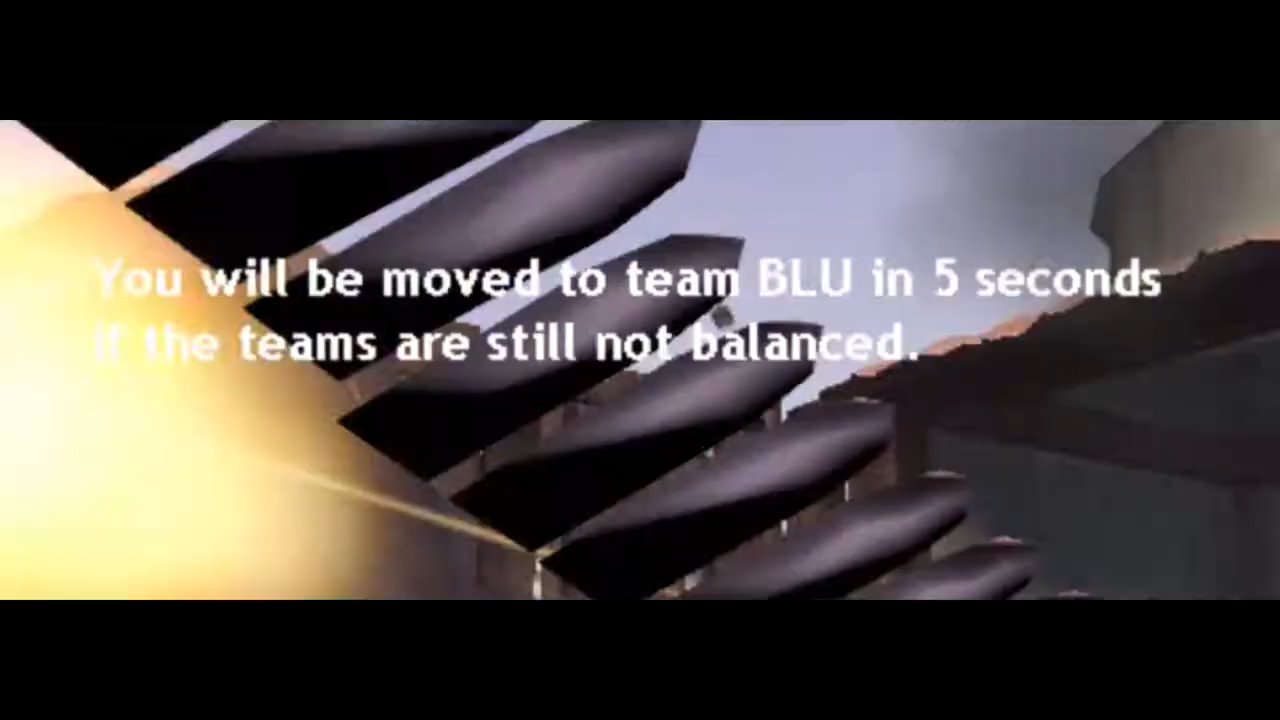 You will be moved to team BLU in 5 seconds
if the teams are still not balanced.